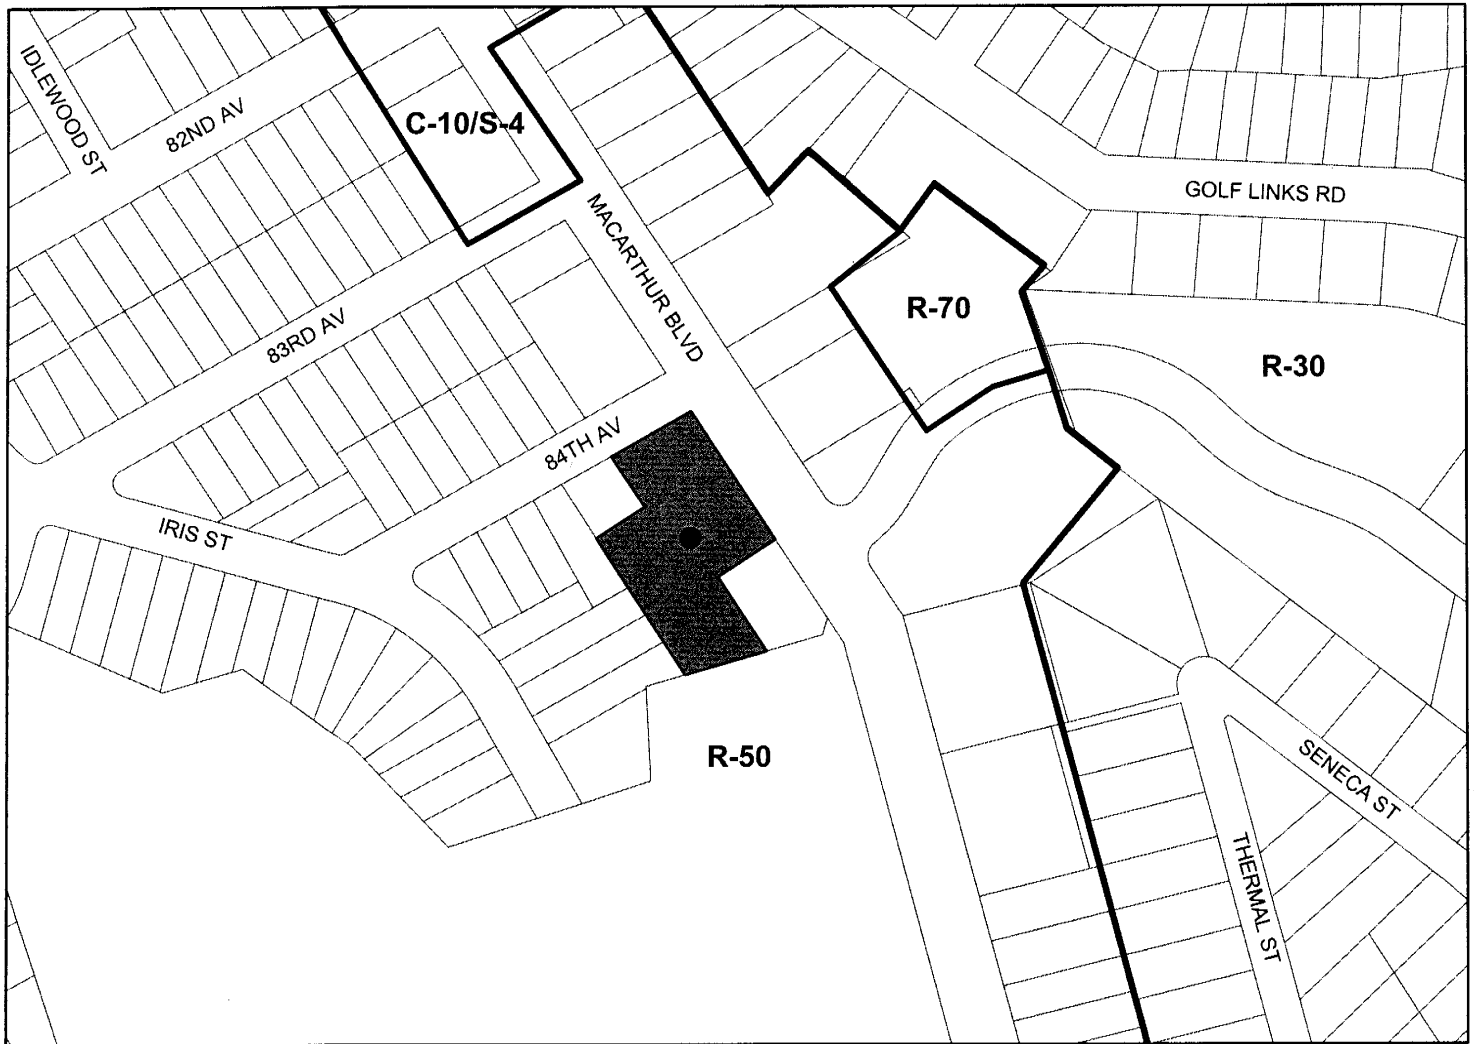 IDLEWOOD ST
82ND AV
C-10/S-4
GOLF LINKS RD
MACARTHUR BLVD
83RD AV
R-70
R-30
84TH AV
IRIS ST
R-50
SENECA ST
THERMAL ST